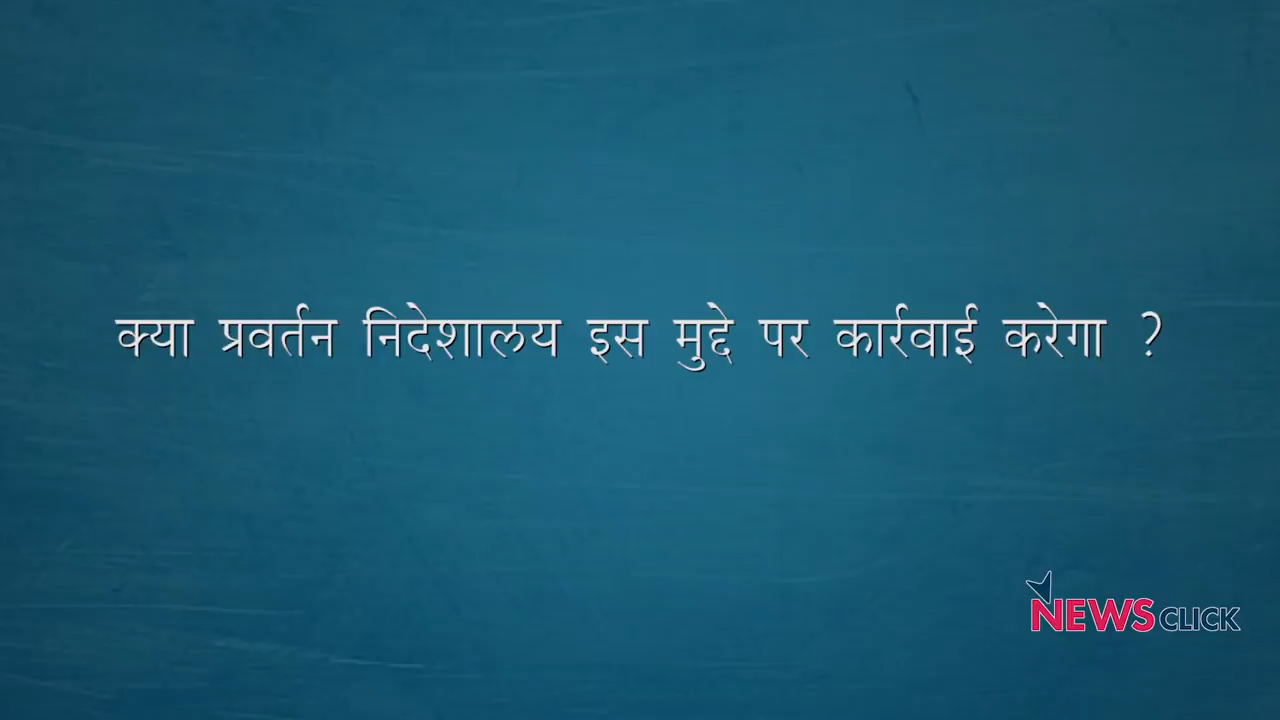 क्या प्रवर्तन निदेशालय इस मुद्दे पर कार्रवाई करेगा ?
NEWSCLICK